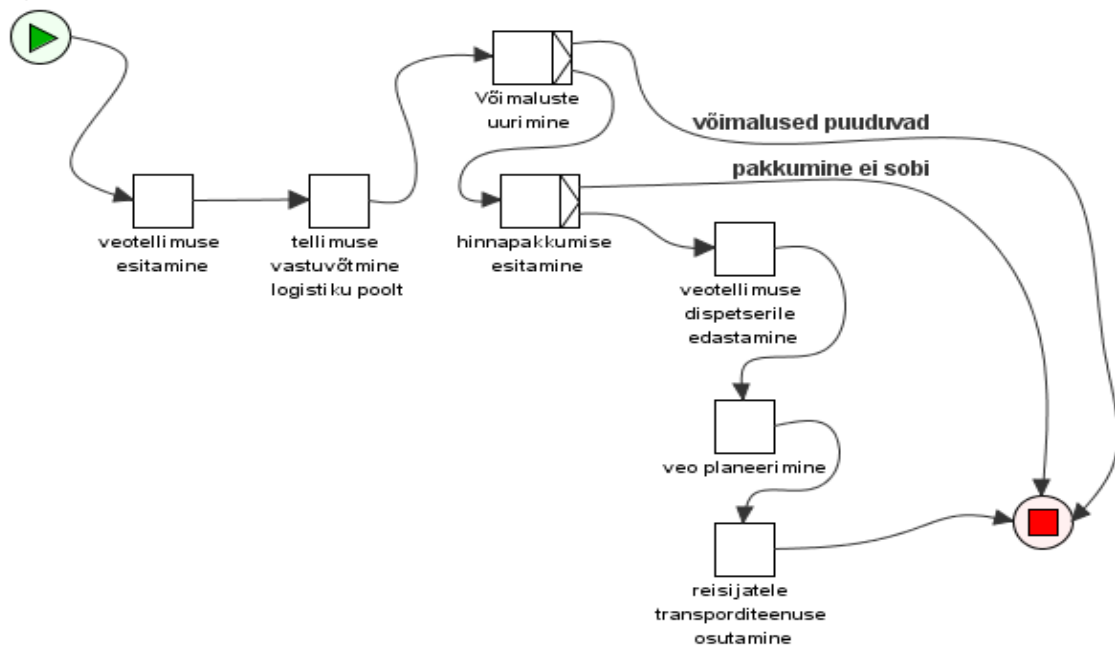 Võimaluste
uurimine
võimalused puuduvad
pakkumine ei sobi
veotellimuse
esitamine
tellimuse
vastuvõtmine
logistiku poolt
hinnapakkumise
esitamine
veotellimuse
dispetserile
edastamine
veo planeerimine
reisijatele
transporditeenuse
osutamine